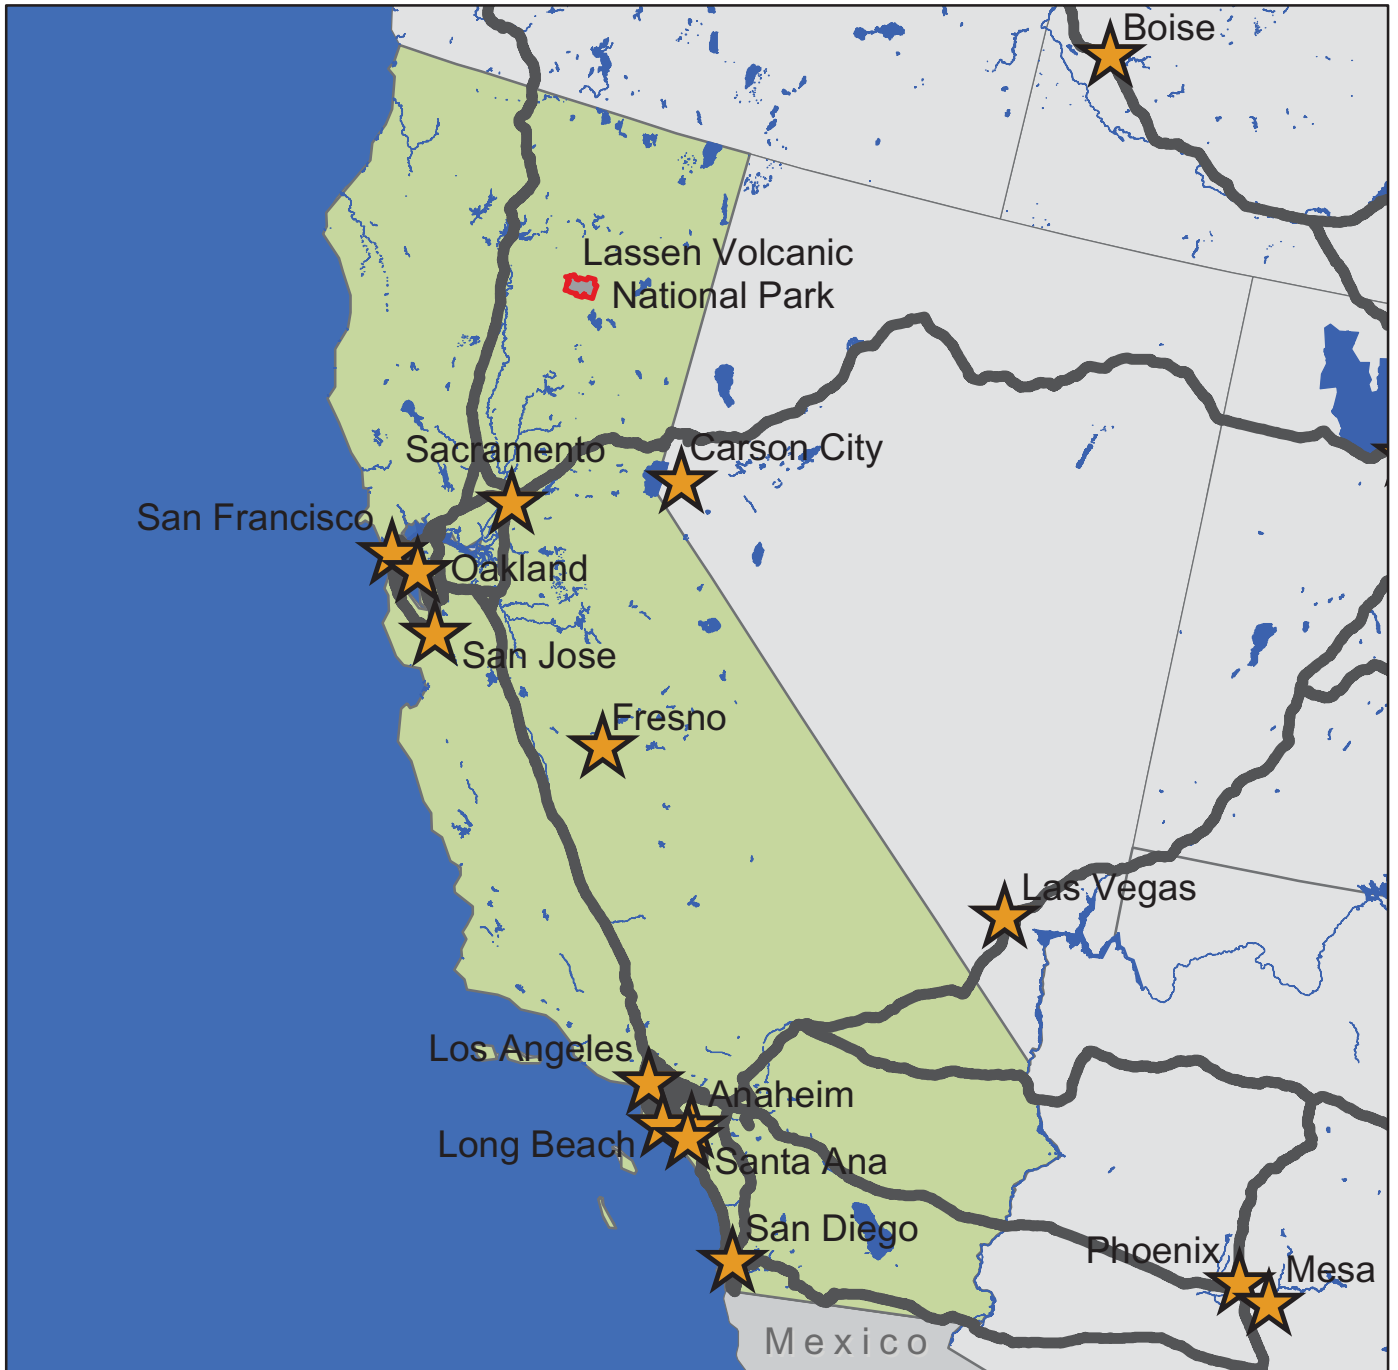 Boise
Lassen Volcanic
National Park
Sacramento
Carson City
San Francisco
Oakland
San Jose
Fresno
Las Vegas
Los Angeles
Anaheim
Long Beach
Santa Ana
San Diego
Phoenix
Mesa
Mexico